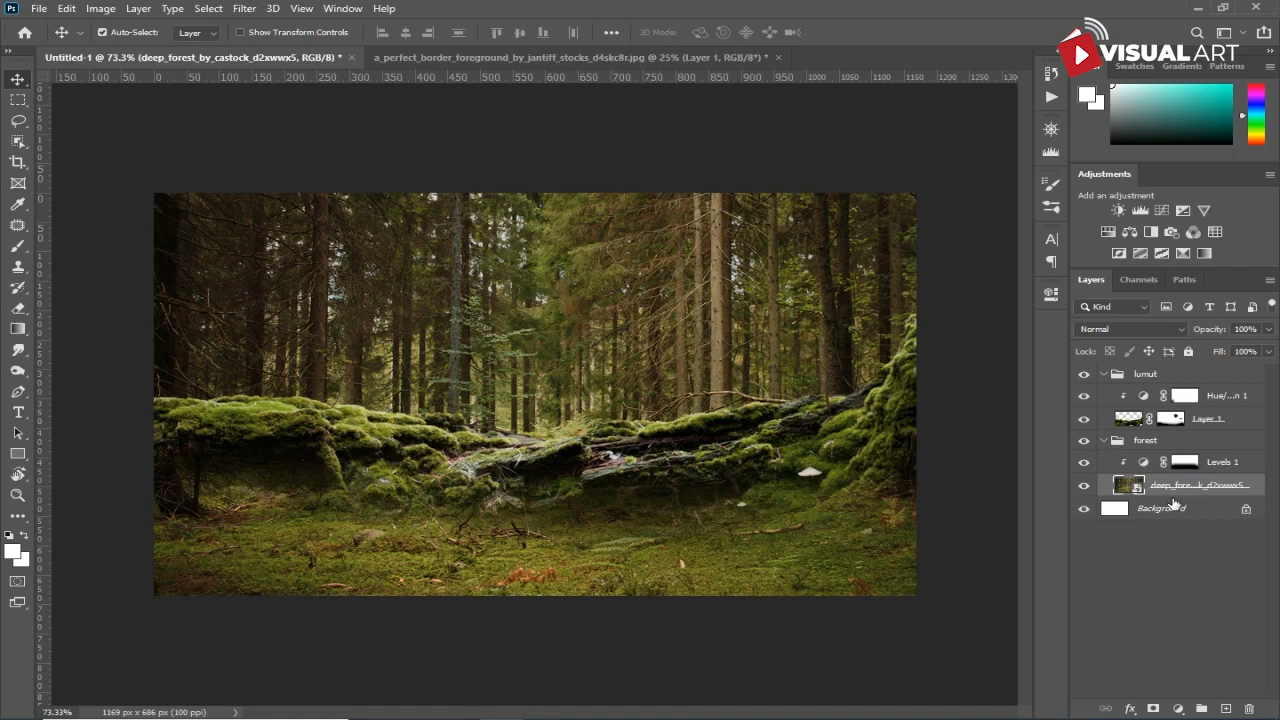 Ps File Edit Image Layer Type Select Filter 3D View Window Help
Auto-Select: Layer Show Transform Controls 3D Mode:
VISUAL ART
Untitled-1 @ 73.3% (deep_forest_by_castock_d2xwwx5, RGB/8) * × a_perfect_border_foreground_by_jantiff_stocks_d4skc8r.jpg @ 25% (Layer 1, RGB/8*) * ×
Swatches Gradients Patterns
150 100 50 0 50 100 150 200 250 300 350 400 450 500 550 600 650 700 750 800 850 900 950 1000 1050 1100 1150 1200 1250 1300
Adjustments
Add an adjustment
Layers Channels Paths
Kind
Normal Opacity: 100%
Lock: Fill: 100%
lumut
Hue/...n 1
Layer 1
forest
Levels 1
deep_fore...k_d2xwwx5
Background
73.33% 1169 px x 686 px (100 ppi)